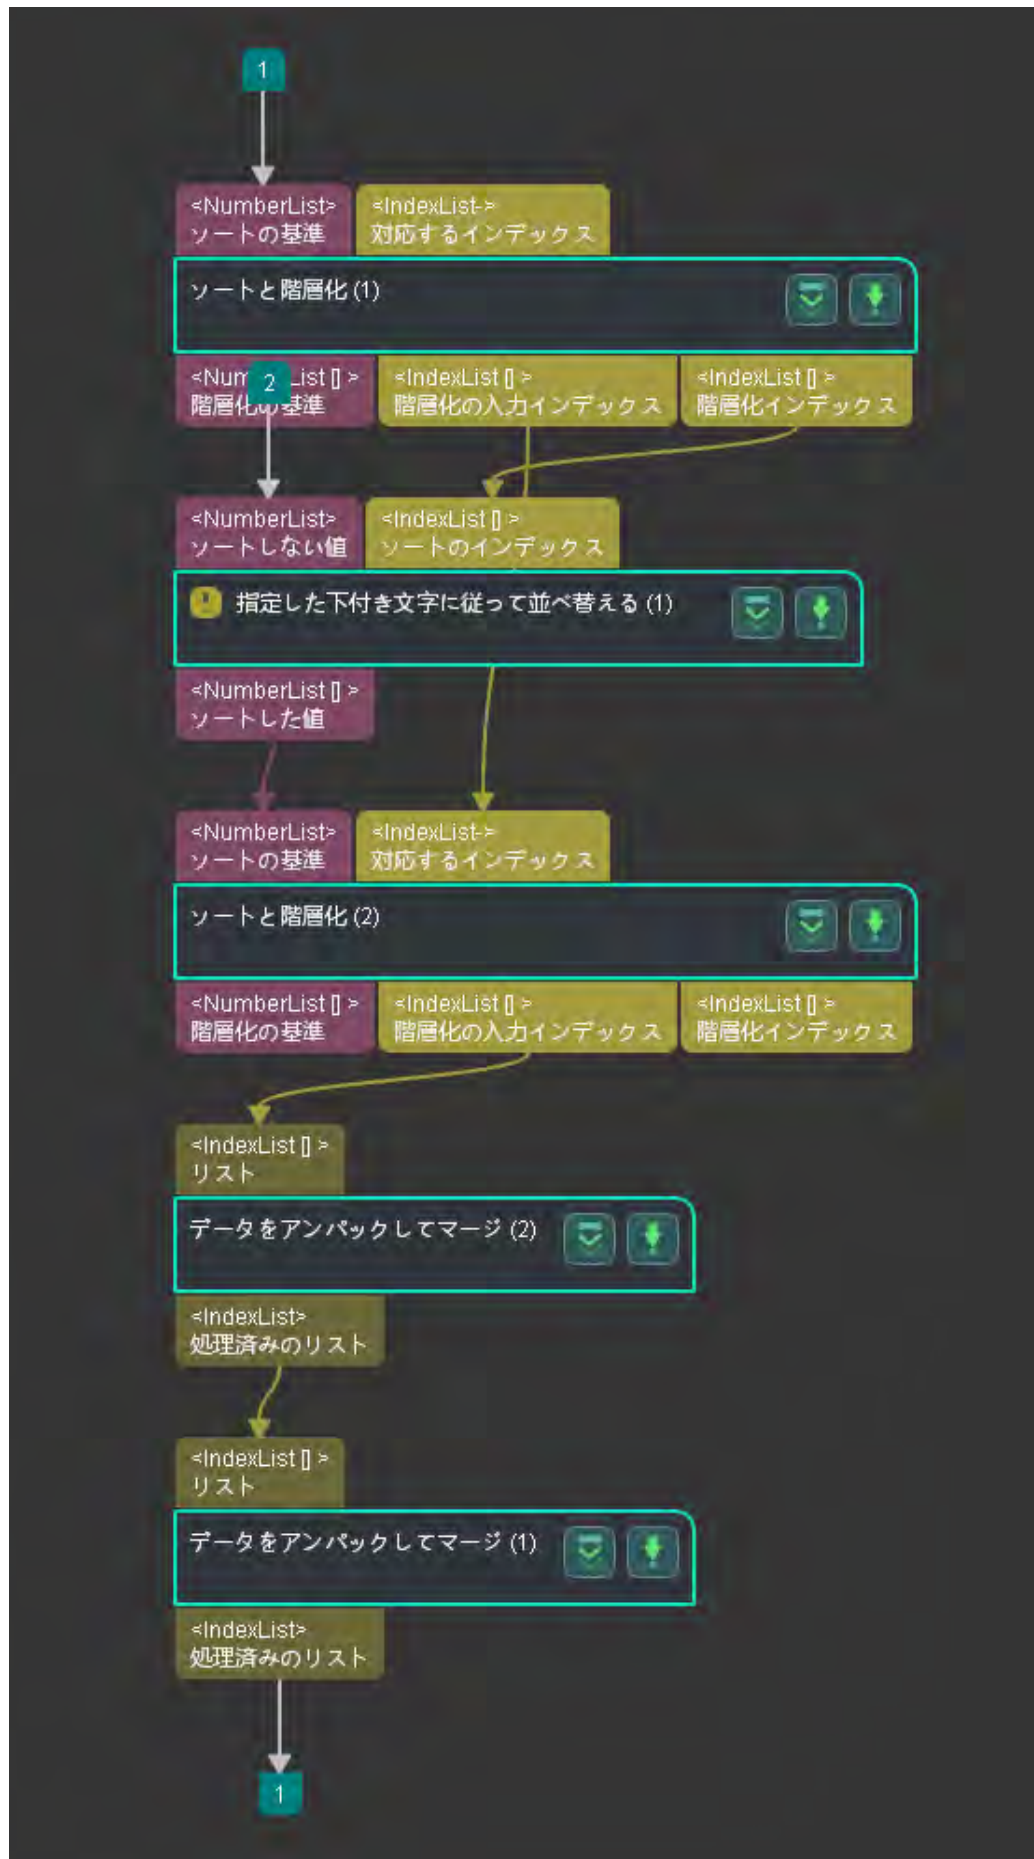 1
<NumberList>
ソートの基準
<IndexList->
対応するインデックス
ソートと階層化 (1)
<Num
List [] >
2
階層化の基準
<IndexList [] >
階層化の入力インデックス
<IndexList [] >
階層化インデックス
<NumberList>
ソートしない値
<IndexList [] >
ソートのインデックス
指定した下付き文字に従って並べ替える (1)
<NumberList [] >
ソートした値
<NumberList>
ソートの基準
<IndexList->
対応するインデックス
ソートと階層化 (2)
<NumberList [] >
階層化の基準
<IndexList [] >
階層化の入力インデックス
<IndexList [] >
階層化インデックス
<IndexList [] >
リスト
データをアンパックしてマージ (2)
<IndexList>
処理済みのリスト
<IndexList [] >
リスト
データをアンパックしてマージ (1)
<IndexList>
処理済みのリスト
1